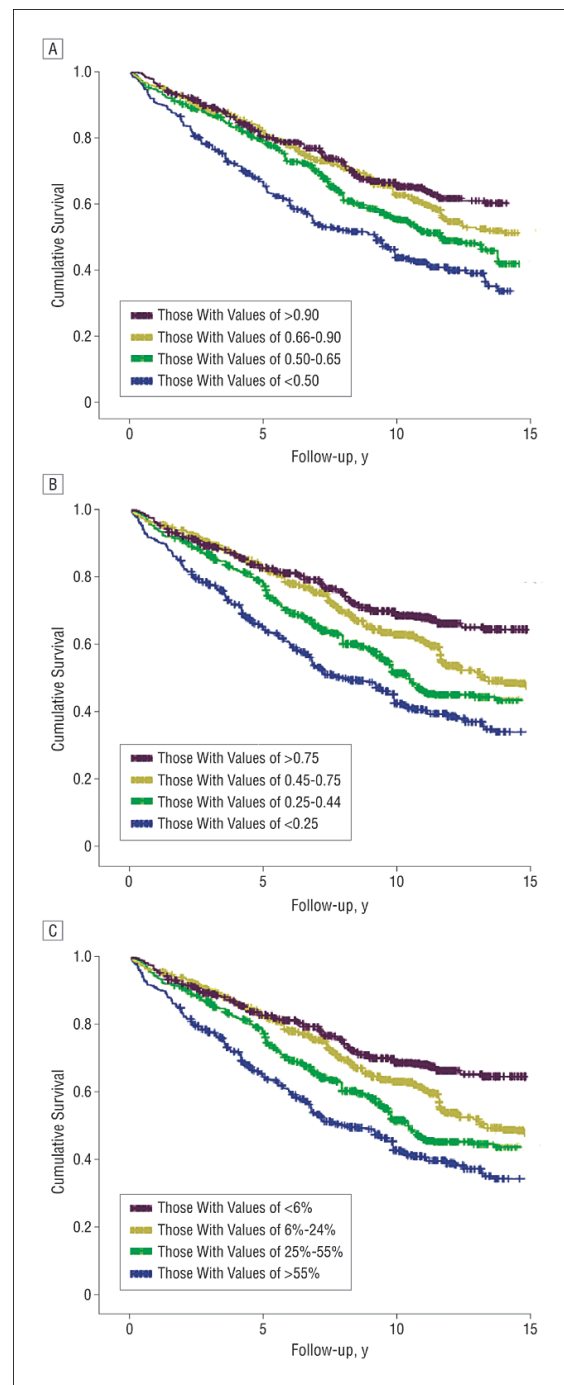 A
1.0
0.8
0.6
0.4
0.2
0
Cumulative Survival
Those With Values of >0.90
Those With Values of 0.66-0.90
Those With Values of 0.50-0.65
Those With Values of <0.50
0 5 10 15
Follow-up, y
B
1.0
0.8
0.6
0.4
0.2
0
Cumulative Survival
Those With Values of >0.75
Those With Values of 0.45-0.75
Those With Values of 0.25-0.44
Those With Values of <0.25
0 5 10 15
Follow-up, y
C
1.0
0.8
0.6
0.4
0.2
0
Cumulative Survival
Those With Values of <6%
Those With Values of 6%-24%
Those With Values of 25%-55%
Those With Values of >55%
0 5 10 15
Follow-up, y